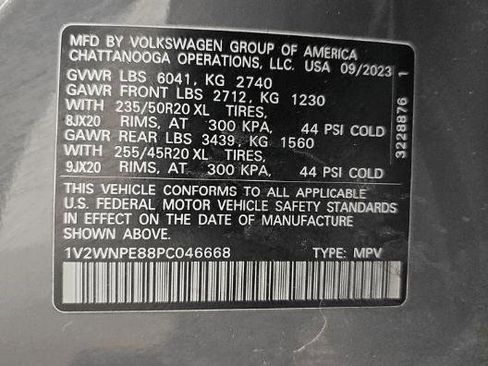 MFD BY VOLKSWAGEN GROUP OF AMERICA
CHATTANOOGA OPERATIONS, LLC. USA 09/2023
GVWR LBS 6041, KG 2740
GAWR FRONT LBS 2712, KG 1230
WITH 235/50R20 XL TIRES,
8JX20 RIMS, AT 300 KPA, 44 PSI COLD
GAWR REAR LBS 3439, KG 1560
WITH 255/45R20 XL TIRES,
9JX20 RIMS, AT 300 KPA, 44 PSI COLD
THIS VEHICLE CONFORMS TO ALL APPLICABLE
U.S. FEDERAL MOTOR VEHICLE SAFETY STANDARDS
IN EFFECT ON THE DATE OF MANUFACTURE
SHOWN ABOVE.
1V2WNPE88PC046668 TYPE: MPV
3228876 1